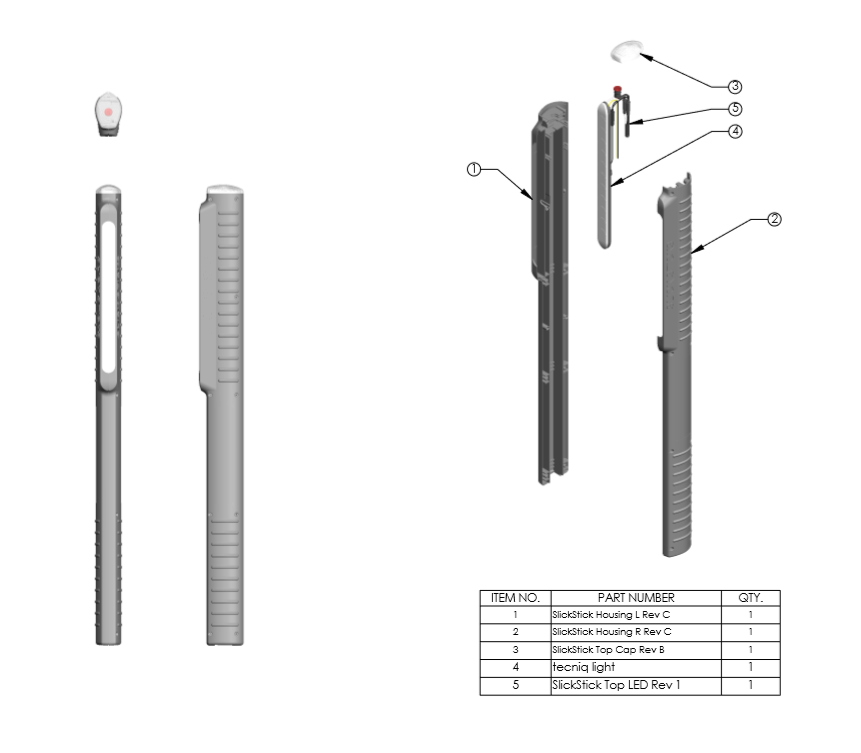 3
5
4
1
2
ITEM NO. PART NUMBER QTY.
1 SlickStick Housing L Rev C 1
2 SlickStick Housing R Rev C 1
3 SlickStick Top Cap Rev B 1
4 tecniq light 1
5 SlickStick Top LED Rev 1 1